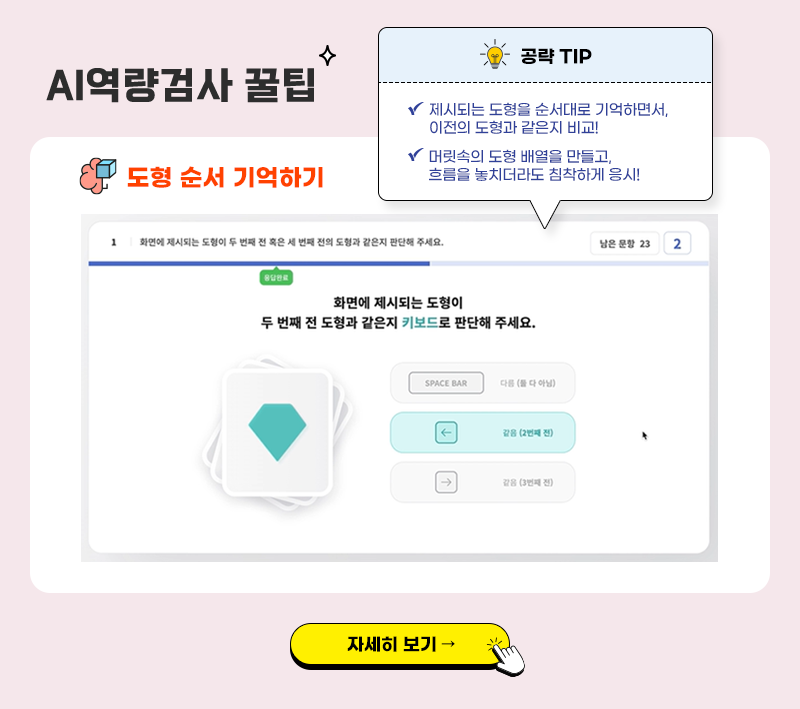 AI역량검사 꿀팁
공략 TIP
제시되는 도형을 순서대로 기억하면서,
이전의 도형과 같은지 비교!
머릿속의 도형 배열을 만들고,
흐름을 놓치더라도 침착하게 응시!
도형 순서 기억하기
1 화면에 제시되는 도형이 두 번째 전 혹은 세 번째 전의 도형과 같은지 판단해 주세요.
남은 문항 23 2
응답완료
화면에 제시되는 도형이
두 번째 전 도형과 같은지 키보드로 판단해 주세요.
SPACE BAR 다름 (둘 다 아님)
← 같음 (2번째 전)
→ 같음 (3번째 전)
자세히 보기→